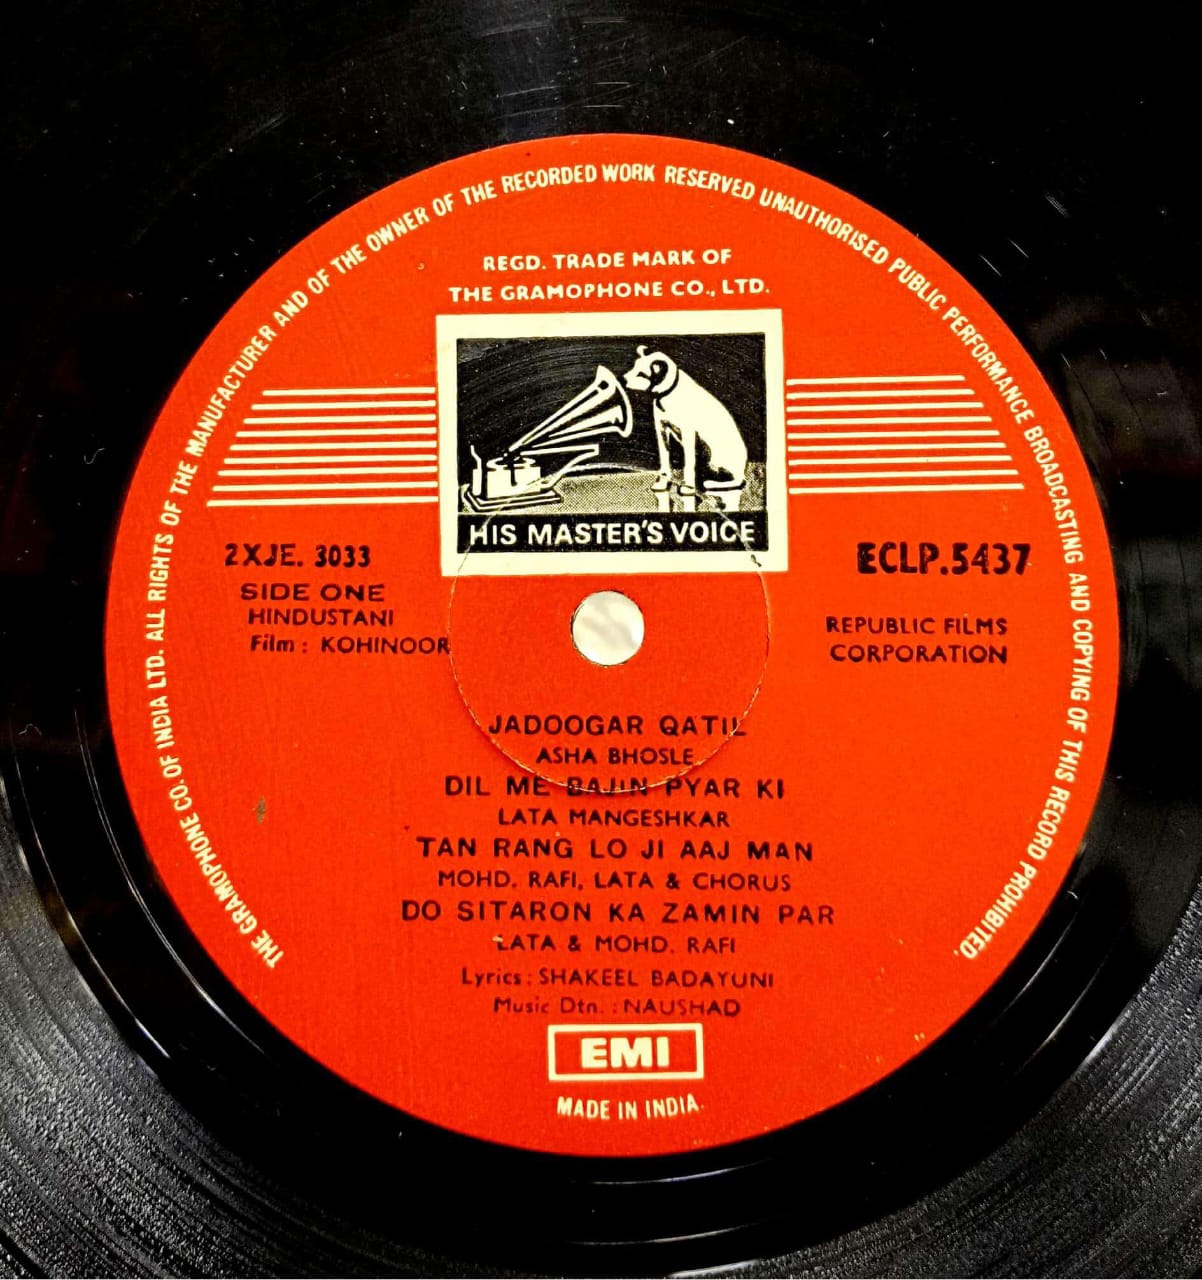 THE GRAMOPHONE CO. OF INDIA LTD. ALL RIGHTS OF THE MANUFACTURER AND OF THE OWNER OF THE RECORDED WORK RESERVED UNAUTHORISED PUBLIC PERFORMANCE BROADCASTING AND COPYING OF THIS RECORD PROHIBITED.
REGD. TRADE MARK OF
THE GRAMOPHONE CO., LTD.
HIS MASTER'S VOICE
2XJE. 3033
SIDE ONE
HINDUSTANI
Film : KOHINOOR
ECLP.5437
REPUBLIC FILMS
CORPORATION
JADOOGAR QATIL
ASHA BHOSLE
DIL ME BAJIN PYAR KI
LATA MANGESHKAR
TAN RANG LO JI AAJ MAN
MOHD. RAFI, LATA & CHORUS
DO SITARON KA ZAMIN PAR
LATA & MOHD. RAFI
Lyrics : SHAKEEL BADAYUNI
Music Dtn. : NAUSHAD
EMI
MADE IN INDIA.